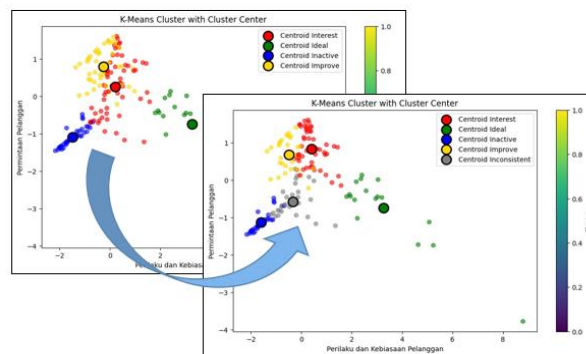 K-Means Cluster with Cluster Center
Centroid Interest
Centroid Ideal
Centroid Inactive
Centroid Improve
Permintaan Pelanggan
1
0
−1
−2
−3
−4
−2
0
Perilaku dan Kebiasaa
1.0
0.8
K-Means Cluster with Cluster Center
Centroid Interest
Centroid Ideal
Centroid Inactive
Centroid Improve
Centroid Inconsistent
Permintaan Pelanggan
1
0
−1
−2
−3
−4
−2
0
2
4
6
8
Perilaku dan Kebiasaan Pelanggan
1.0
0.8
0.6
0.4
0.2
0.0